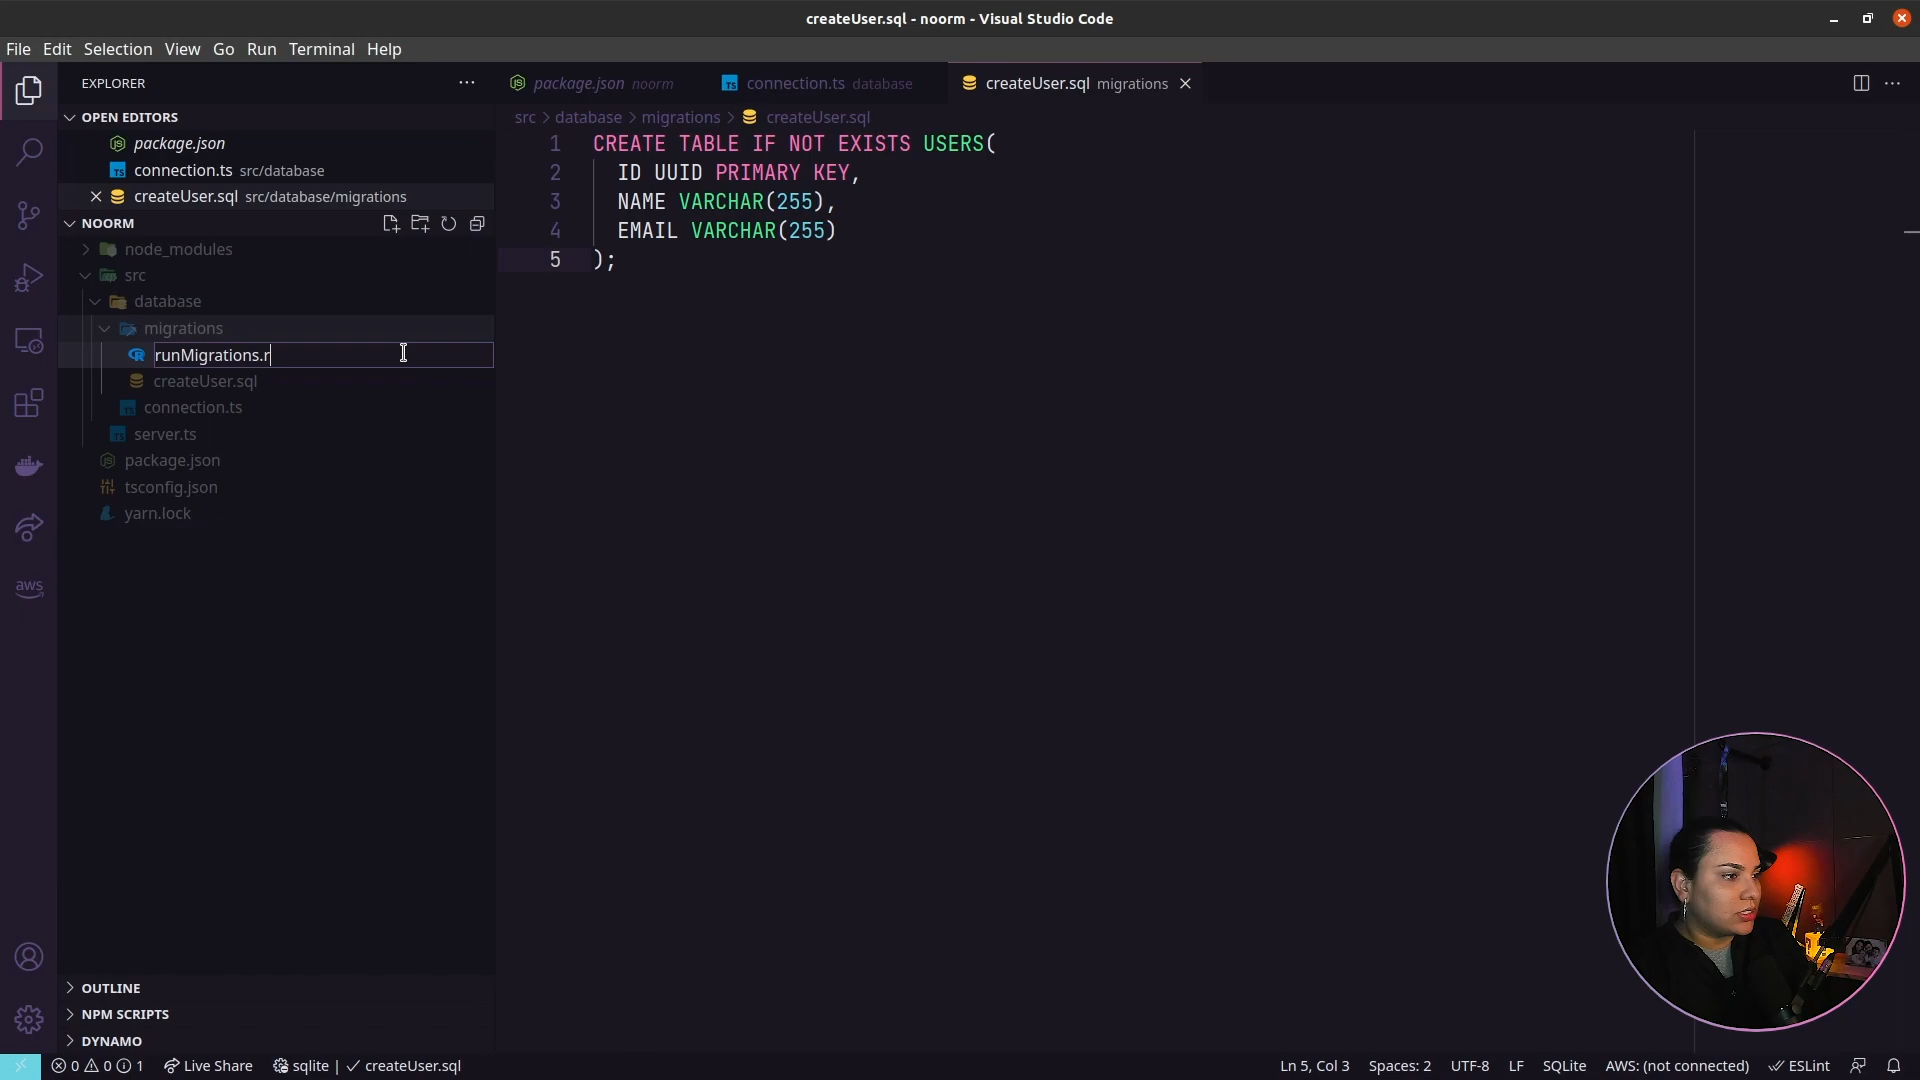 createUser.sql - noorm - Visual Studio Code
File Edit Selection View Go Run Terminal Help
EXPLORER
package.json noorm
connection.ts database
createUser.sql migrations
OPEN EDITORS
package.json
connection.ts src/database
createUser.sql src/database/migrations
NOORM
node_modules
src
database
migrations
runMigrations.r
createUser.sql
connection.ts
server.ts
package.json
tsconfig.json
yarn.lock
src > database > migrations > createUser.sql
1 CREATE TABLE IF NOT EXISTS USERS(
2 ID UUID PRIMARY KEY,
3 NAME VARCHAR(255),
4 EMAIL VARCHAR(255)
5 );
aws
OUTLINE
NPM SCRIPTS
DYNAMO
0 0 1 Live Share sqlite | createUser.sql
Ln 5, Col 3 Spaces: 2 UTF-8 LF SQLite AWS: (not connected) ESLint